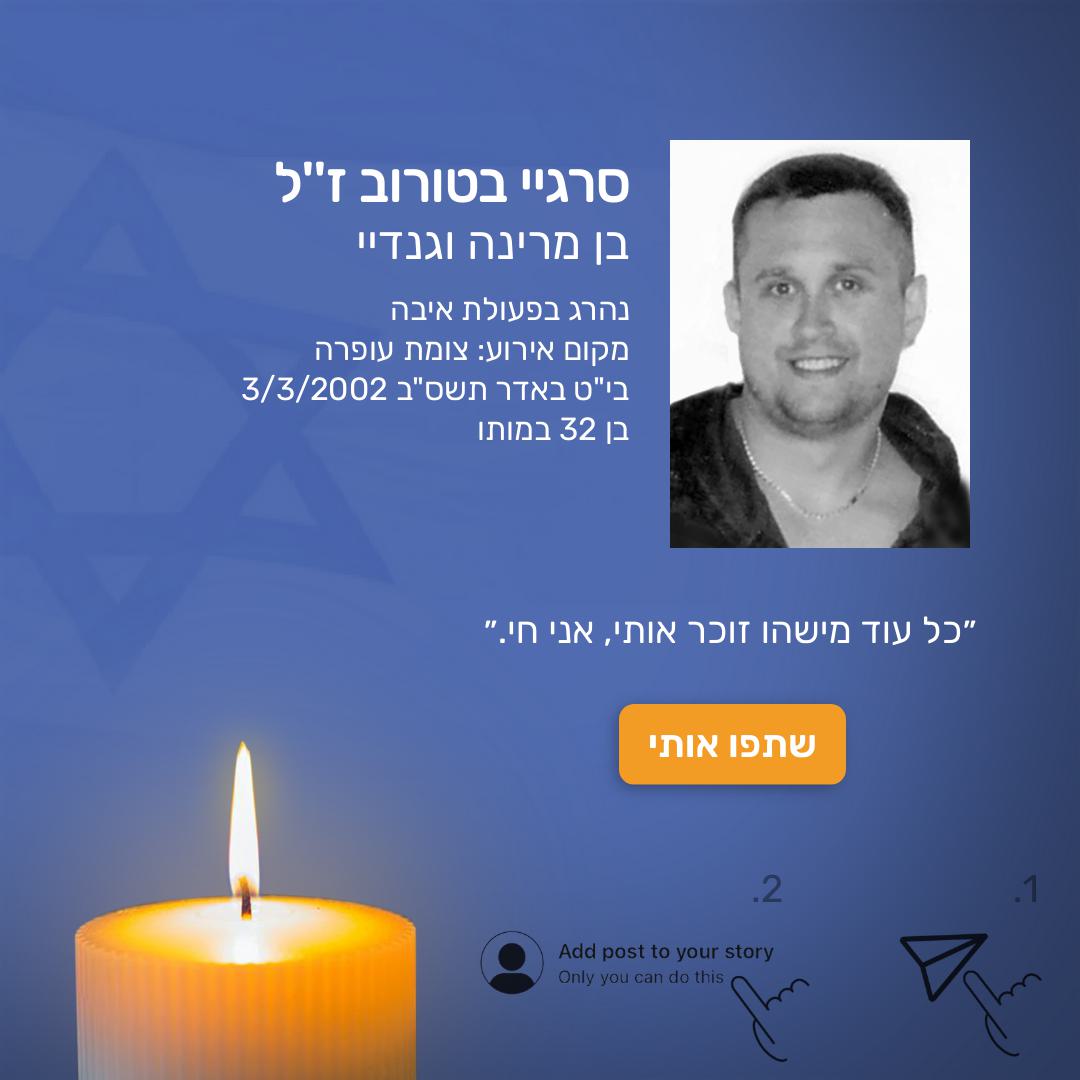 סרגיי בטורוב ז"ל
בן מרינה וגנדיי
נהרג בפעולת איבה
מקום אירוע: צומת עופרה
בי"ט באדר תשס"ב 3/3/2002
בן 32 במותו
״כל עוד מישהו זוכר אותי, אני חי.״
שתפו אותי
.1
.2
Add post to your story
Only you can do this